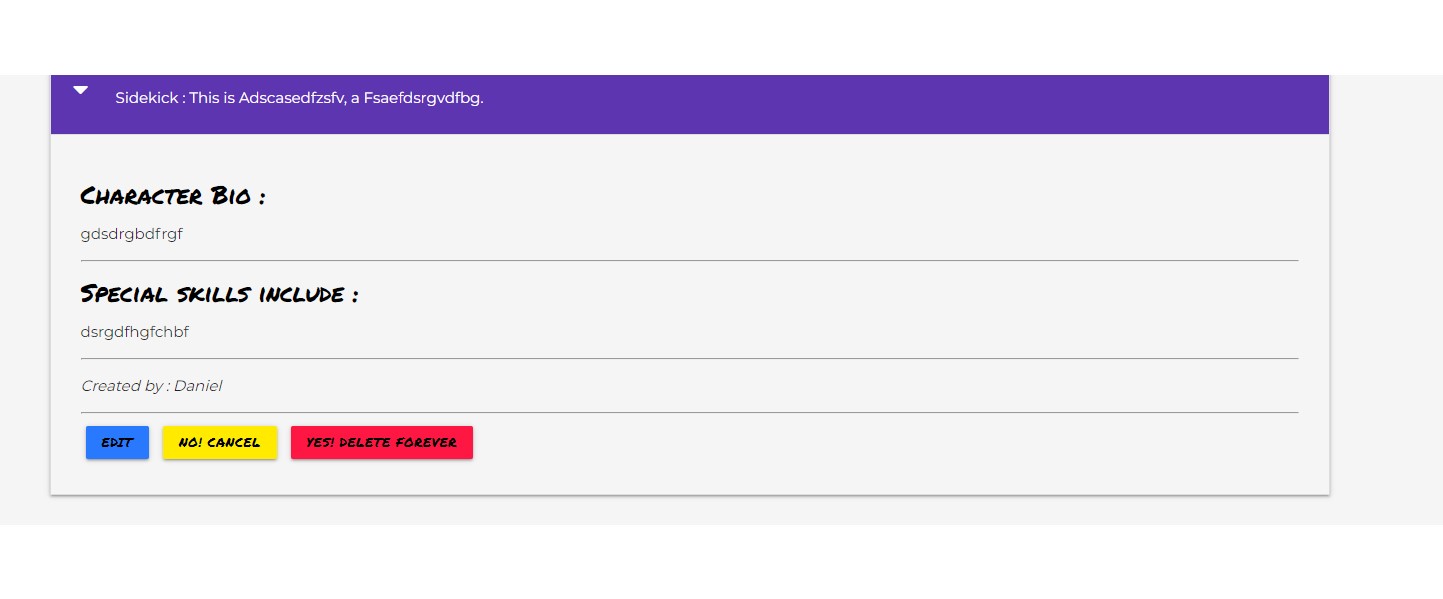 Sidekick : This is Adscasedfzsfv, a Fsaefdsrgvdfbg.
Character Bio :
gdsdrgbdfrgf
Special skills include :
dsrgdfhgfchbf
Created by : Daniel
EDIT NO! CANCEL YES! DELETE FOREVER